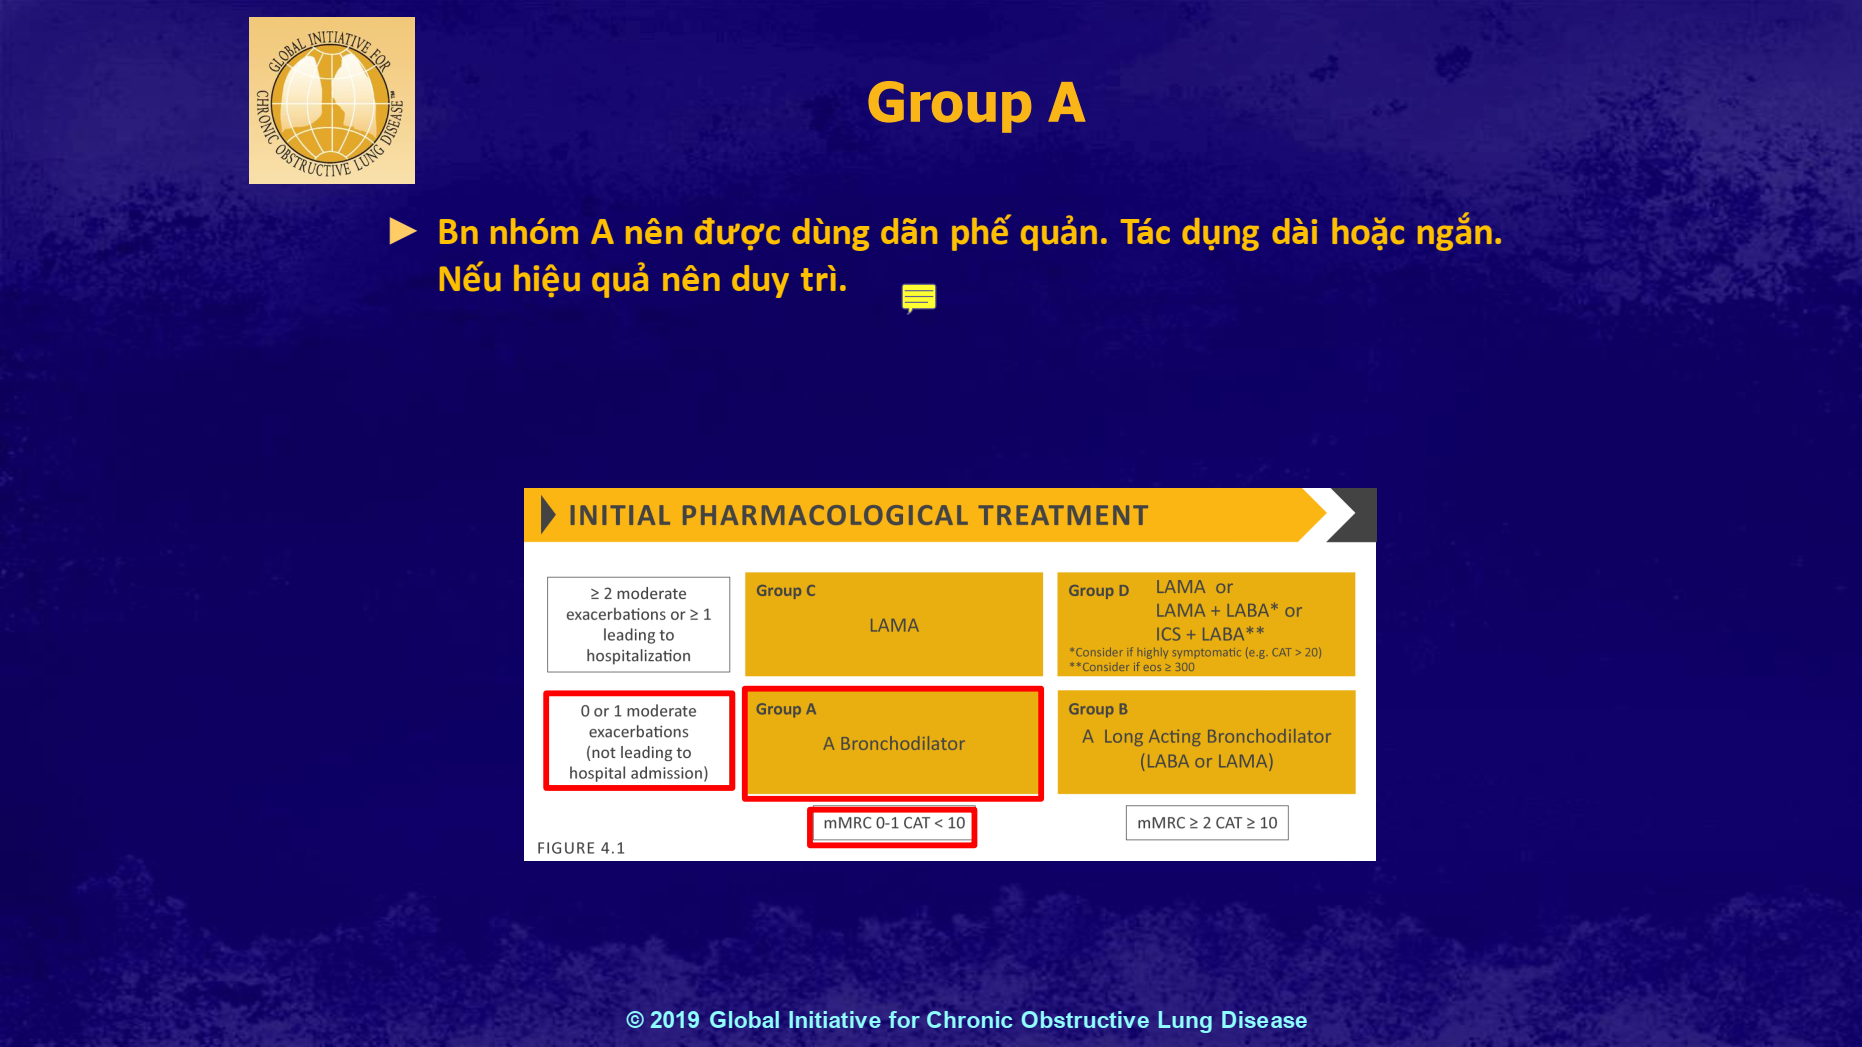 GLOBAL INITIATIVE FOR
CHRONIC OBSTRUCTIVE LUNG DISEASE
Group A
► Bn nhóm A nên được dùng dãn phế quản. Tác dụng dài hoặc ngắn.
Nếu hiệu quả nên duy trì.
INITIAL PHARMACOLOGICAL TREATMENT
≥ 2 moderate
exacerbations or ≥ 1
leading to
hospitalization
Group C
LAMA
Group D
LAMA or
LAMA + LABA* or
ICS + LABA**
*Consider if highly symptomatic (e.g. CAT > 20)
**Consider if eos ≥ 300
0 or 1 moderate
exacerbations
(not leading to
hospital admission)
Group A
A Bronchodilator
Group B
A Long Acting Bronchodilator
(LABA or LAMA)
mMRC 0-1 CAT < 10
mMRC ≥ 2 CAT ≥ 10
FIGURE 4.1
© 2019 Global Initiative for Chronic Obstructive Lung Disease